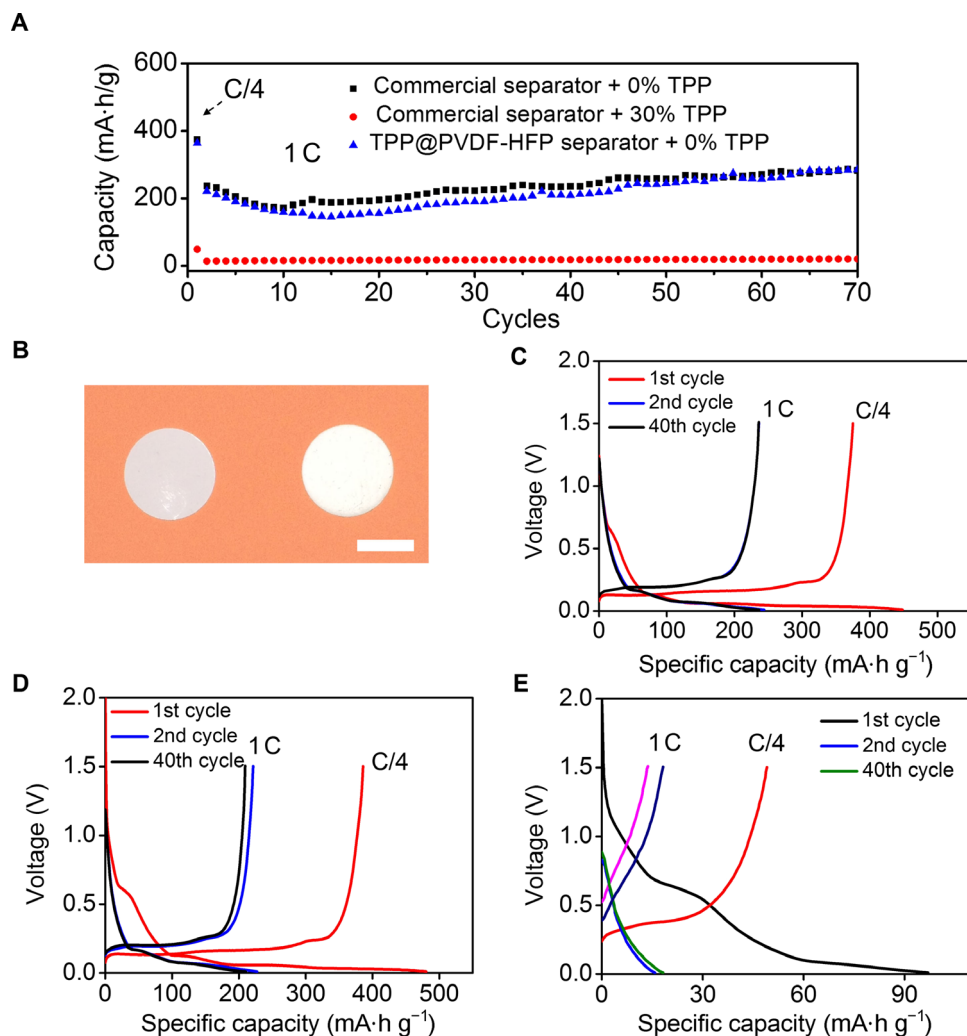 A
Capacity (mA·h/g)
600
400
200
0
C/4
1 C
Commercial separator + 0% TPP
Commercial separator + 30% TPP
TPP@PVDF-HFP separator + 0% TPP
0 10 20 30 40 50 60 70
Cycles
B
C
Voltage (V)
2.0
1.5
1.0
0.5
0.0
1st cycle
2nd cycle
40th cycle
1 C
C/4
0 100 200 300 400 500
Specific capacity (mA·h g⁻¹)
D
Voltage (V)
2.0
1.5
1.0
0.5
0.0
1st cycle
2nd cycle
40th cycle
1 C
C/4
0 100 200 300 400 500
Specific capacity (mA·h g⁻¹)
E
Voltage (V)
2.0
1.5
1.0
0.5
0.0
1 C
C/4
1st cycle
2nd cycle
40th cycle
0 30 60 90
Specific capacity (mA·h g⁻¹)